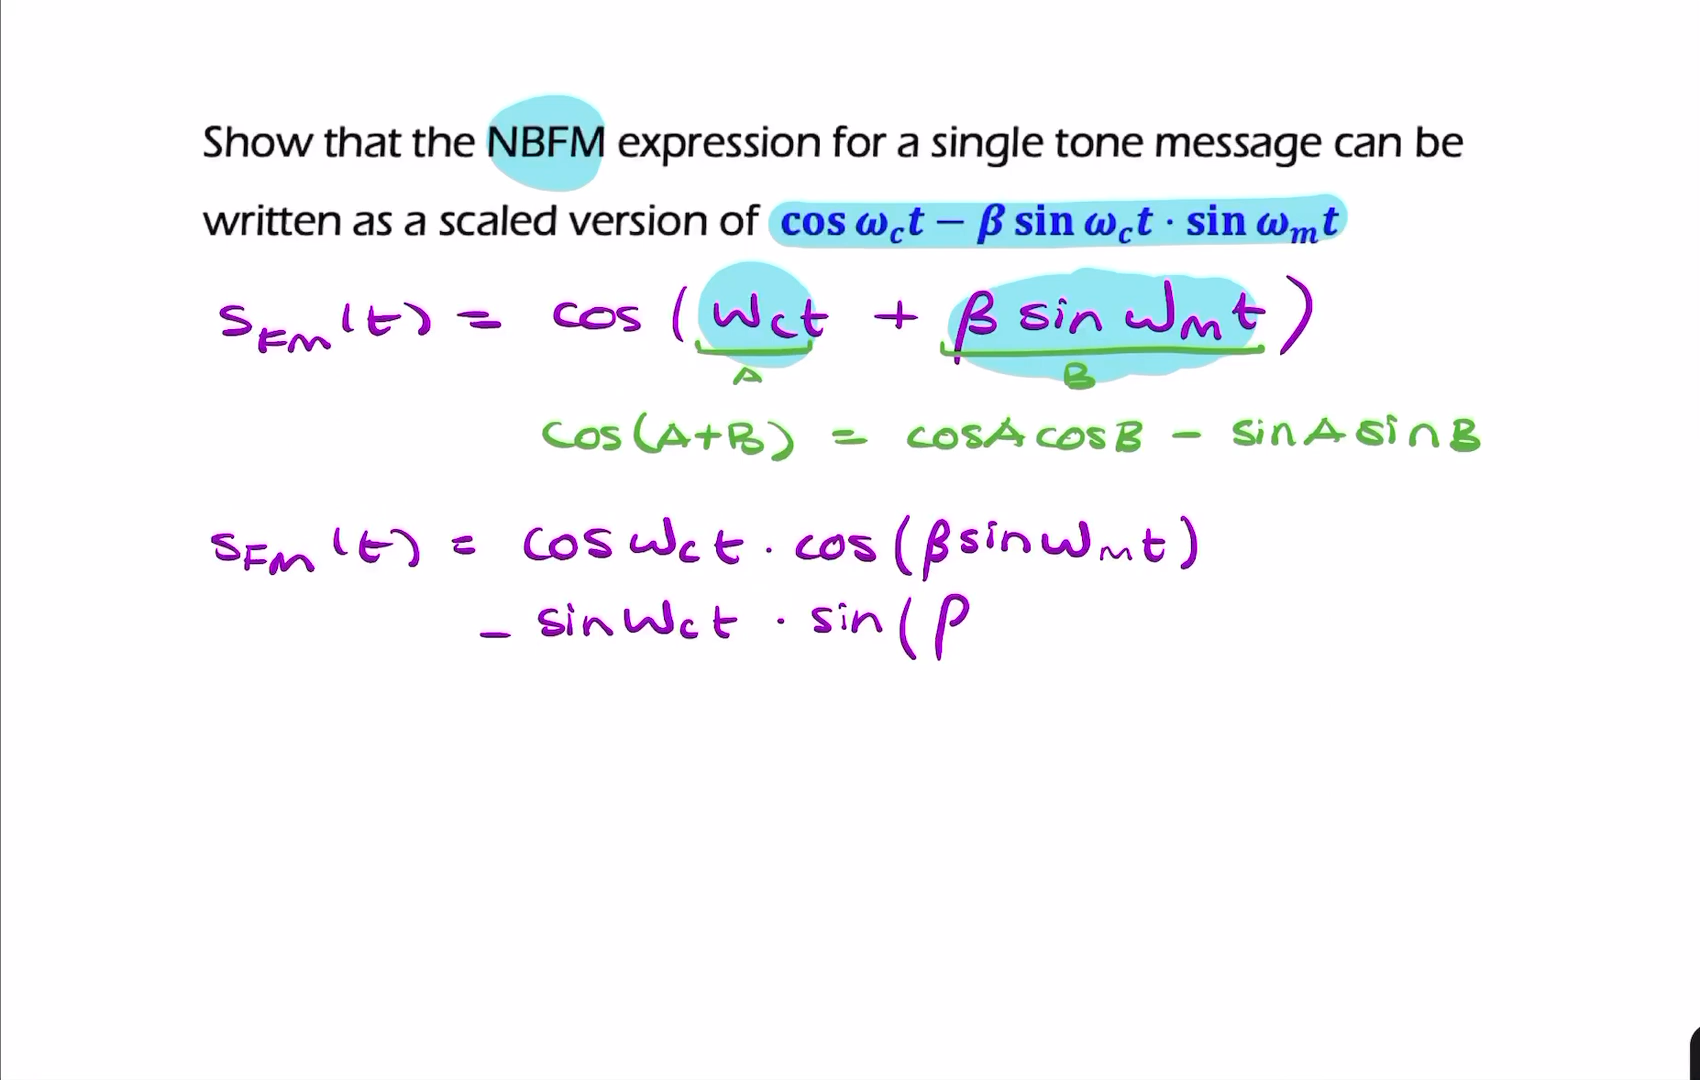 Show that the NBFM expression for a single tone message can be
written as a scaled version of cos ω_c t − β sin ω_c t · sin ω_m t
S_FM(t) = cos (ω_c t + β sin ω_m t)
A B
cos(A+B) = cosA cosB − sinA sinB
S_FM(t) = cos ω_c t · cos (β sin ω_m t)
− sin ω_c t · sin (β